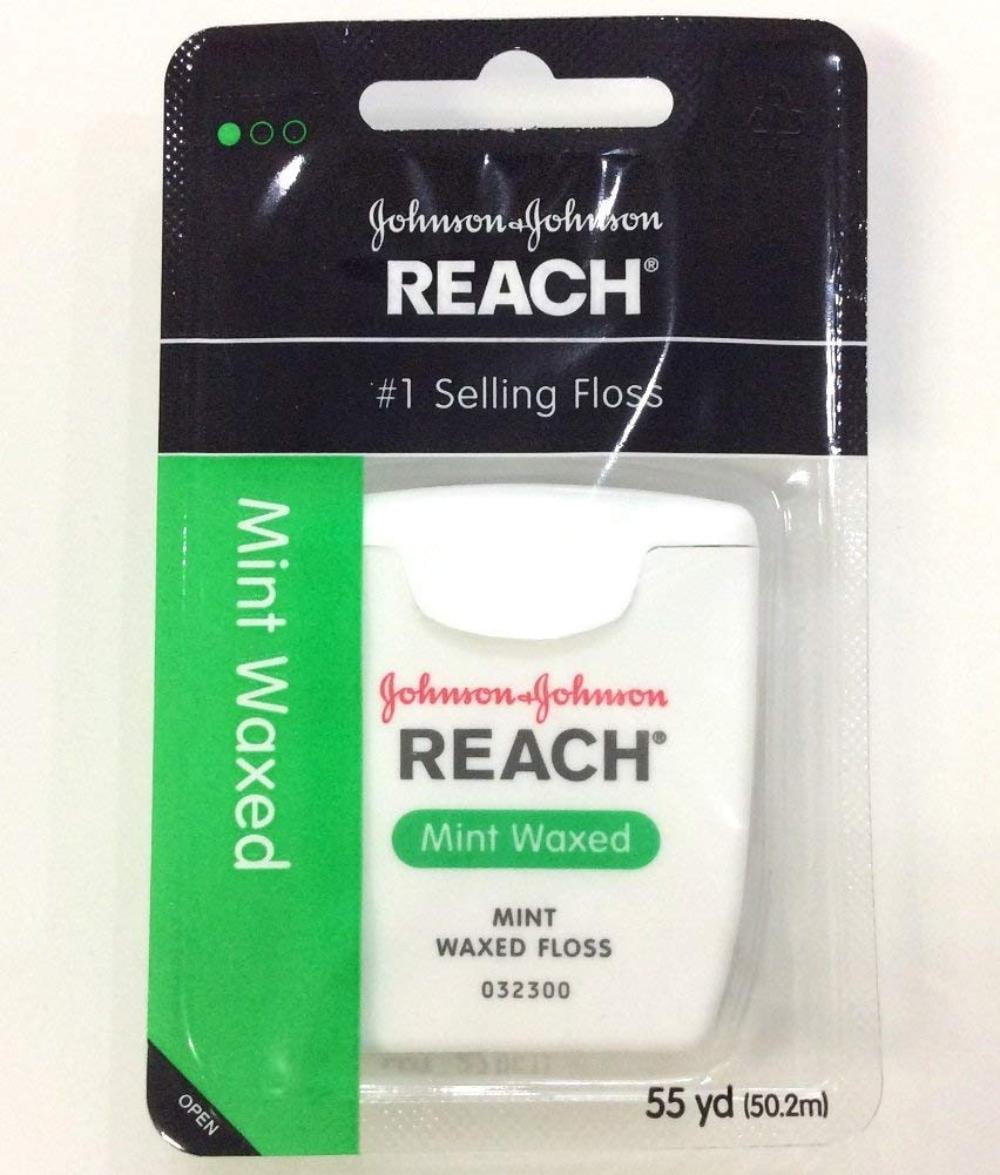 Johnson & Johnson
REACH®
#1 Selling Floss
Mint Waxed
Johnson & Johnson
REACH®
Mint Waxed
MINT
WAXED FLOSS
032300
OPEN
55 yd (50.2m)